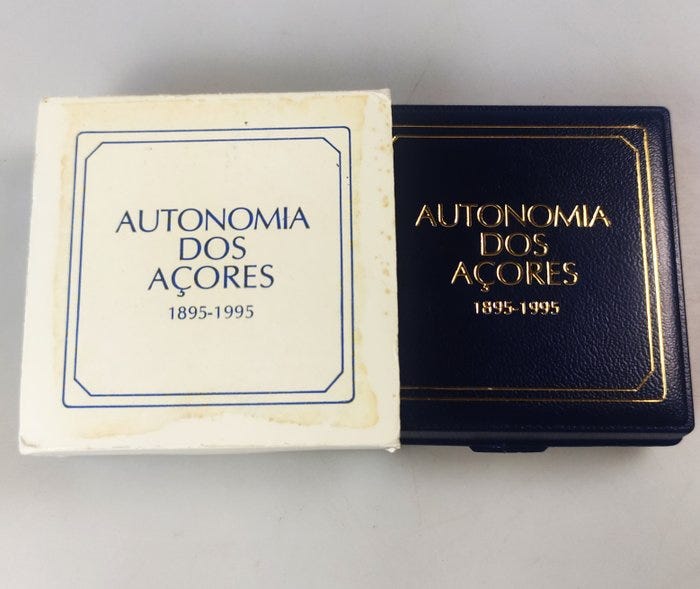 AUTONOMIA
DOS
AÇORES
1895-1995
AUTONOMIA
DOS
AÇORES
1895-1995